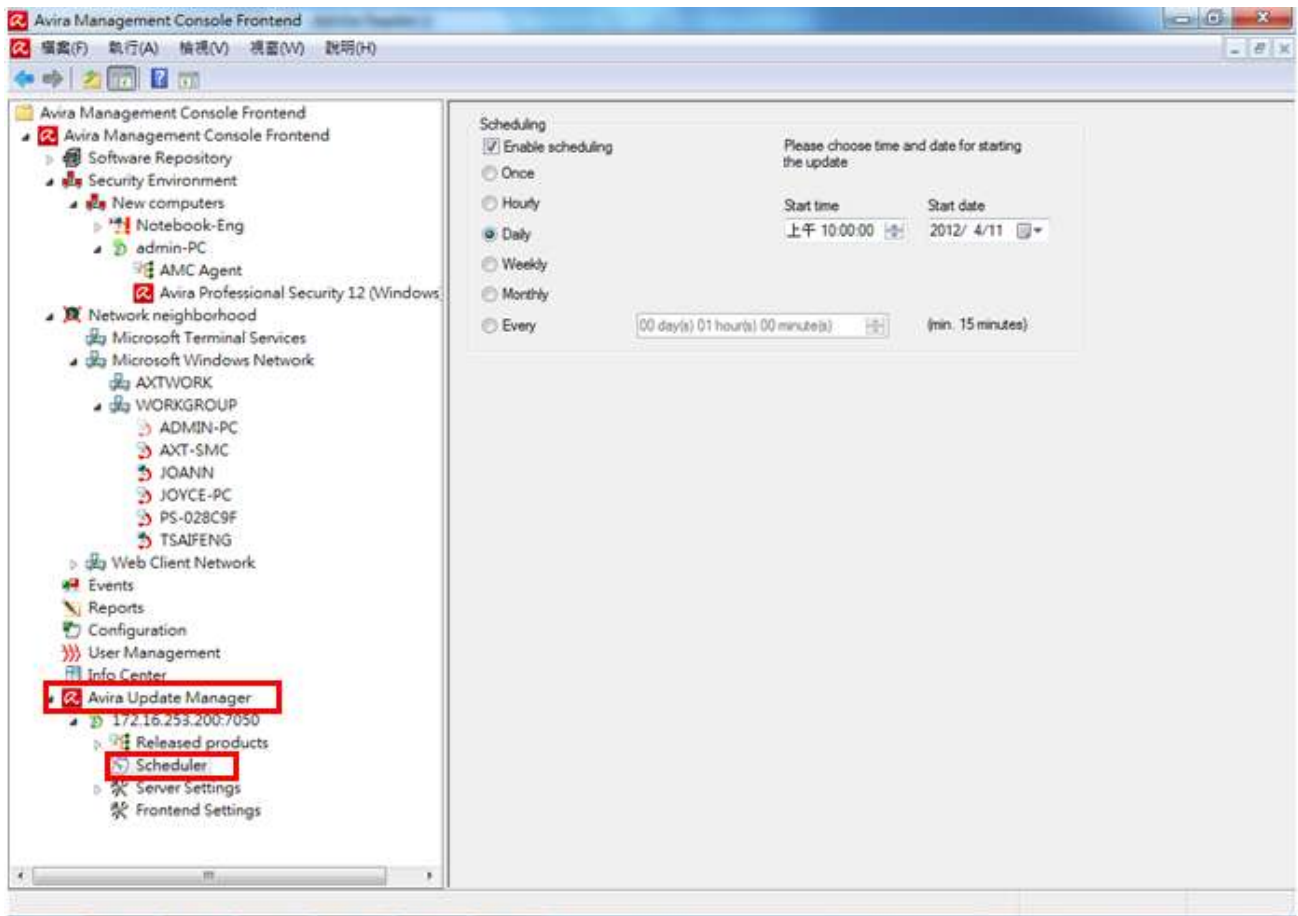 Avira Management Console Frontend
檔案(F) 執行(A) 檢視(V) 視窗(W) 說明(H)
Avira Management Console Frontend
Avira Management Console Frontend
Software Repository
Security Environment
New computers
Notebook-Eng
admin-PC
AMC Agent
Avira Professional Security 12 (Windows
Network neighborhood
Microsoft Terminal Services
Microsoft Windows Network
AXTWORK
WORKGROUP
ADMIN-PC
AXT-SMC
JOANN
JOYCE-PC
PS-028C9F
TSAIFENG
Web Client Network
Events
Reports
Configuration
User Management
Info Center
Avira Update Manager
172.16.253.200:7050
Released products
Scheduler
Server Settings
Frontend Settings
Scheduling
Enable scheduling
Once
Hourly
Daily
Weekly
Monthly
Every
00 day(s) 01 hour(s) 00 minute(s)
(min. 15 minutes)
Please choose time and date for starting
the update
Start time
Start date
上午 10:00:00
2012/ 4/11